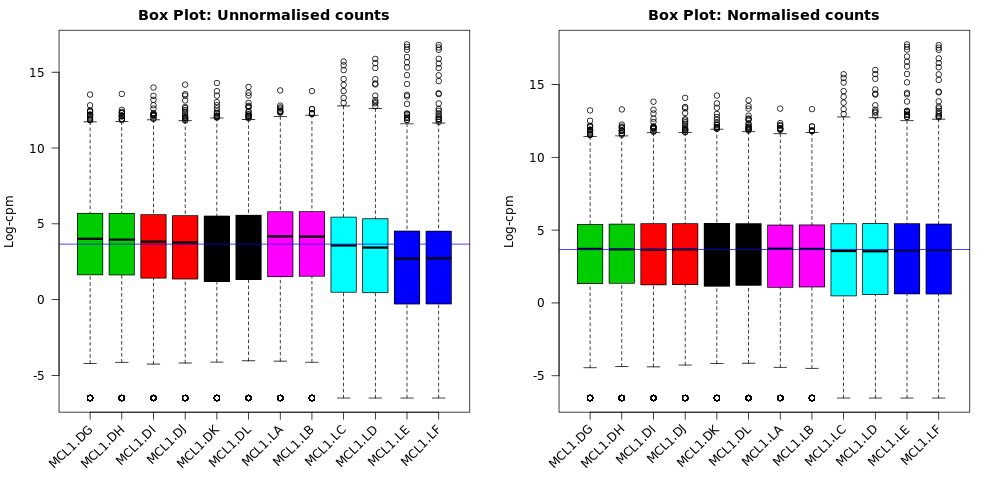 Box Plot: Unnormalised counts
Log-cpm
15
10
5
0
-5
MCL1.DG
MCL1.DH
MCL1.DI
MCL1.DJ
MCL1.DK
MCL1.DL
MCL1.LA
MCL1.LB
MCL1.LC
MCL1.LD
MCL1.LE
MCL1.LF
Box Plot: Normalised counts
Log-cpm
15
10
5
0
-5
MCL1.DG
MCL1.DH
MCL1.DI
MCL1.DJ
MCL1.DK
MCL1.DL
MCL1.LA
MCL1.LB
MCL1.LC
MCL1.LD
MCL1.LE
MCL1.LF